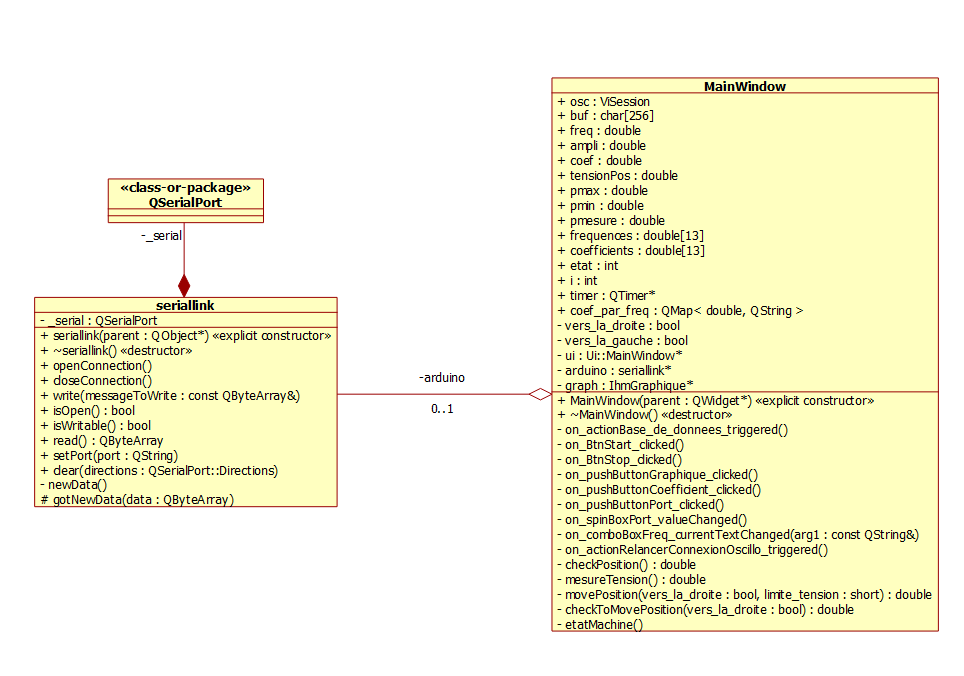 «class-or-package»
QSerialPort
-_serial
seriallink
- _serial : QSerialPort
+ seriallink(parent : QObject*) «explicit constructor»
+ ~seriallink() «destructor»
+ openConnection()
+ closeConnection()
+ write(messageToWrite : const QByteArray&)
+ isOpen() : bool
+ isWritable() : bool
+ read() : QByteArray
+ setPort(port : QString)
+ clear(directions : QSerialPort::Directions)
- newData()
# gotNewData(data : QByteArray)
-arduino
0..1
MainWindow
+ osc : ViSession
+ buf : char[256]
+ freq : double
+ ampli : double
+ coef : double
+ tensionPos : double
+ pmax : double
+ pmin : double
+ pmesure : double
+ frequences : double[13]
+ coefficients : double[13]
+ etat : int
+ i : int
+ timer : QTimer*
+ coef_par_freq : QMap< double, QString >
- vers_la_droite : bool
- vers_la_gauche : bool
- ui : Ui::MainWindow*
- arduino : seriallink*
- graph : IhmGraphique*
+ MainWindow(parent : QWidget*) «explicit constructor»
+ ~MainWindow() «destructor»
- on_actionBase_de_donnees_triggered()
- on_BtnStart_clicked()
- on_BtnStop_clicked()
- on_pushButtonGraphique_clicked()
- on_pushButtonCoefficient_clicked()
- on_pushButtonPort_clicked()
- on_spinBoxPort_valueChanged()
- on_comboBoxFreq_currentTextChanged(arg1 : const QString&)
- on_actionRelancerConnexionOscillo_triggered()
- checkPosition() : double
- mesureTension() : double
- movePosition(vers_la_droite : bool, limite_tension : short) : double
- checkToMovePosition(vers_la_droite : bool) : double
- etatMachine()